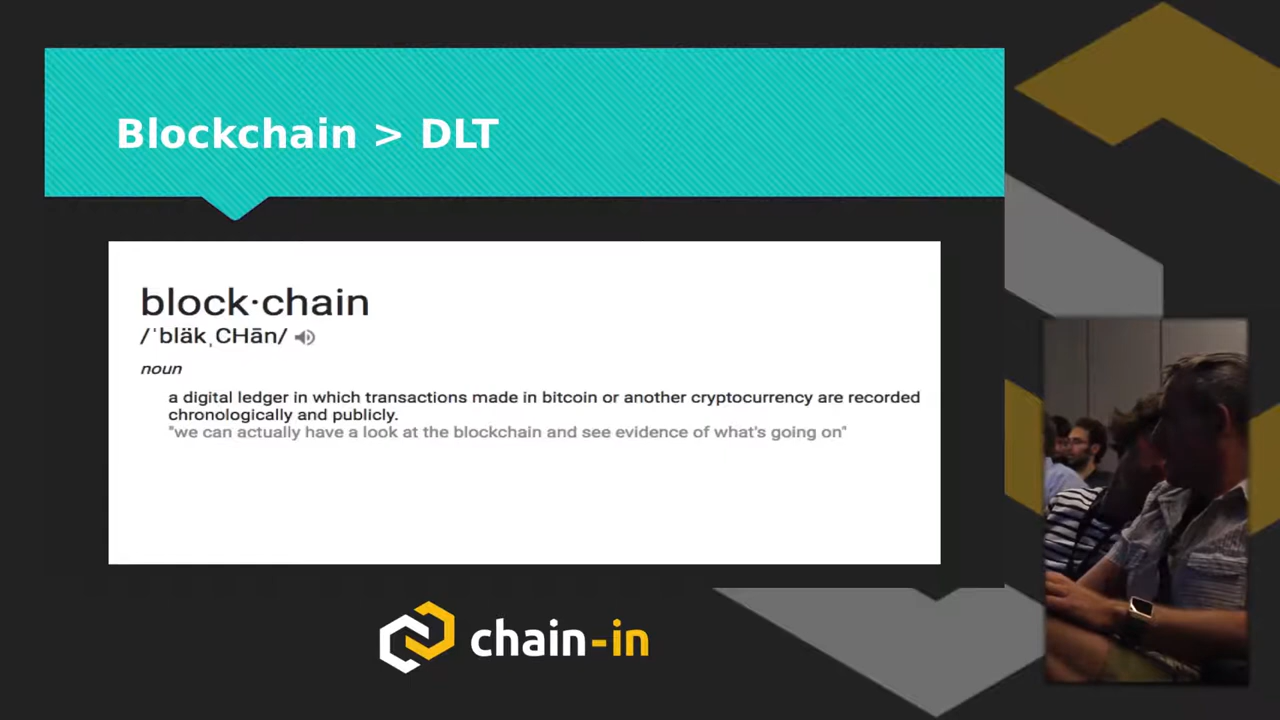 Blockchain > DLT
block·chain
/ˈbläkˌCHān/
noun
a digital ledger in which transactions made in bitcoin or another cryptocurrency are recorded
chronologically and publicly.
"we can actually have a look at the blockchain and see evidence of what's going on"
chain-in